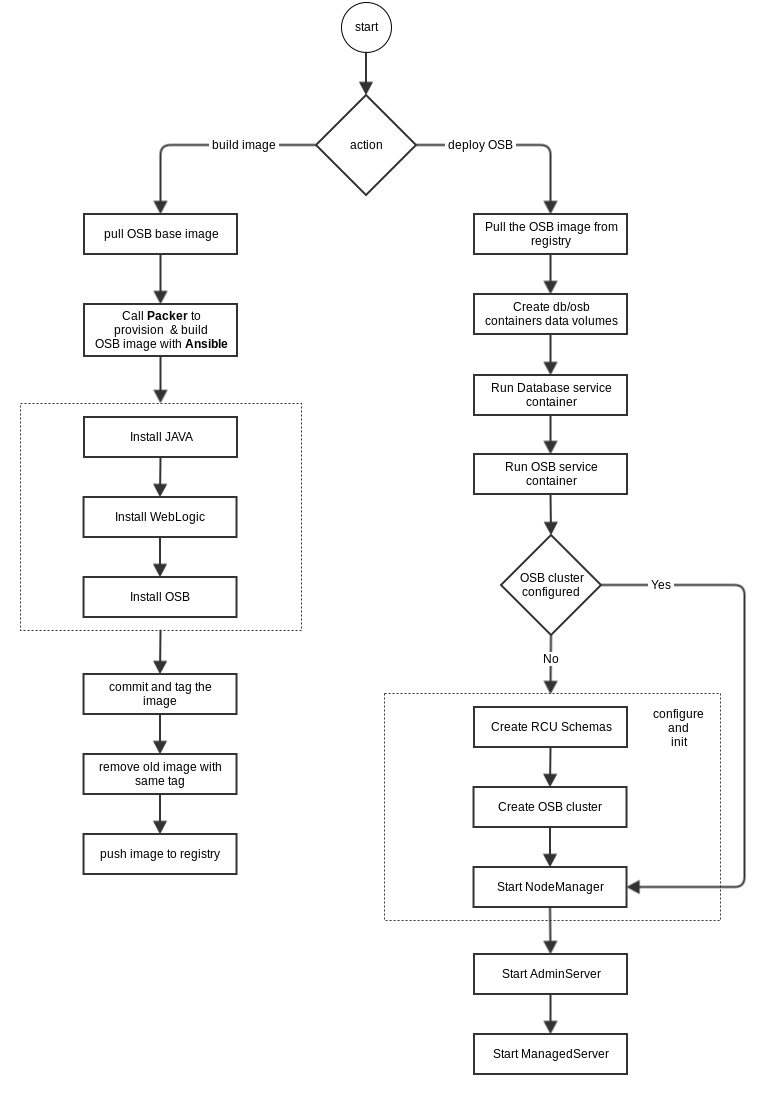 start
action
build image
deploy OSB
pull OSB base image
Call Packer to
provision & build
OSB image with Ansible
Install JAVA
Install WebLogic
Install OSB
commit and tag the
image
remove old image with
same tag
push image to registry
Pull the OSB image from
registry
Create db/osb
containers data volumes
Run Database service
container
Run OSB service
container
OSB cluster
configured
Yes
No
configure
and
init
Create RCU Schemas
Create OSB cluster
Start NodeManager
Start AdminServer
Start ManagedServer